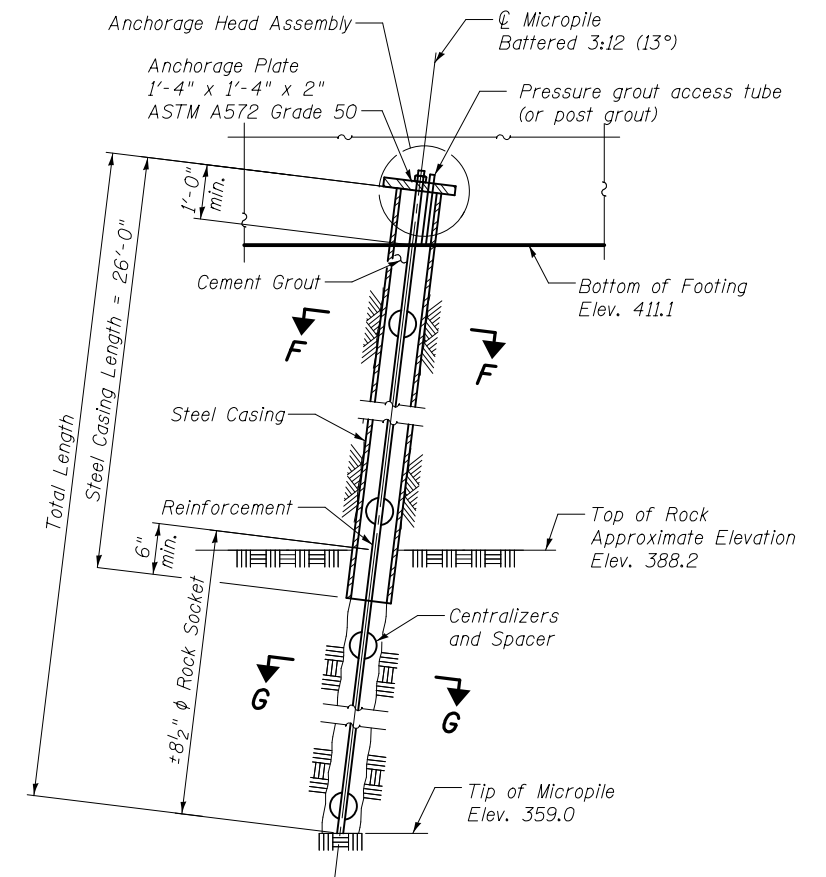 Anchorage Head Assembly
℄ Micropile
Battered 3:12 (13°)
Anchorage Plate
1'-4" x 1'-4" x 2"
ASTM A572 Grade 50
Pressure grout access tube
(or post grout)
1'-0"
min.
Steel Casing Length = 26'-0"
Total Length
Cement Grout
Bottom of Footing
Elev. 411.1
F
F
Steel Casing
Reinforcement
6"
min.
Top of Rock
Approximate Elevation
Elev. 388.2
±8½" ϕ Rock Socket
Centralizers
and Spacer
G
G
Tip of Micropile
Elev. 359.0